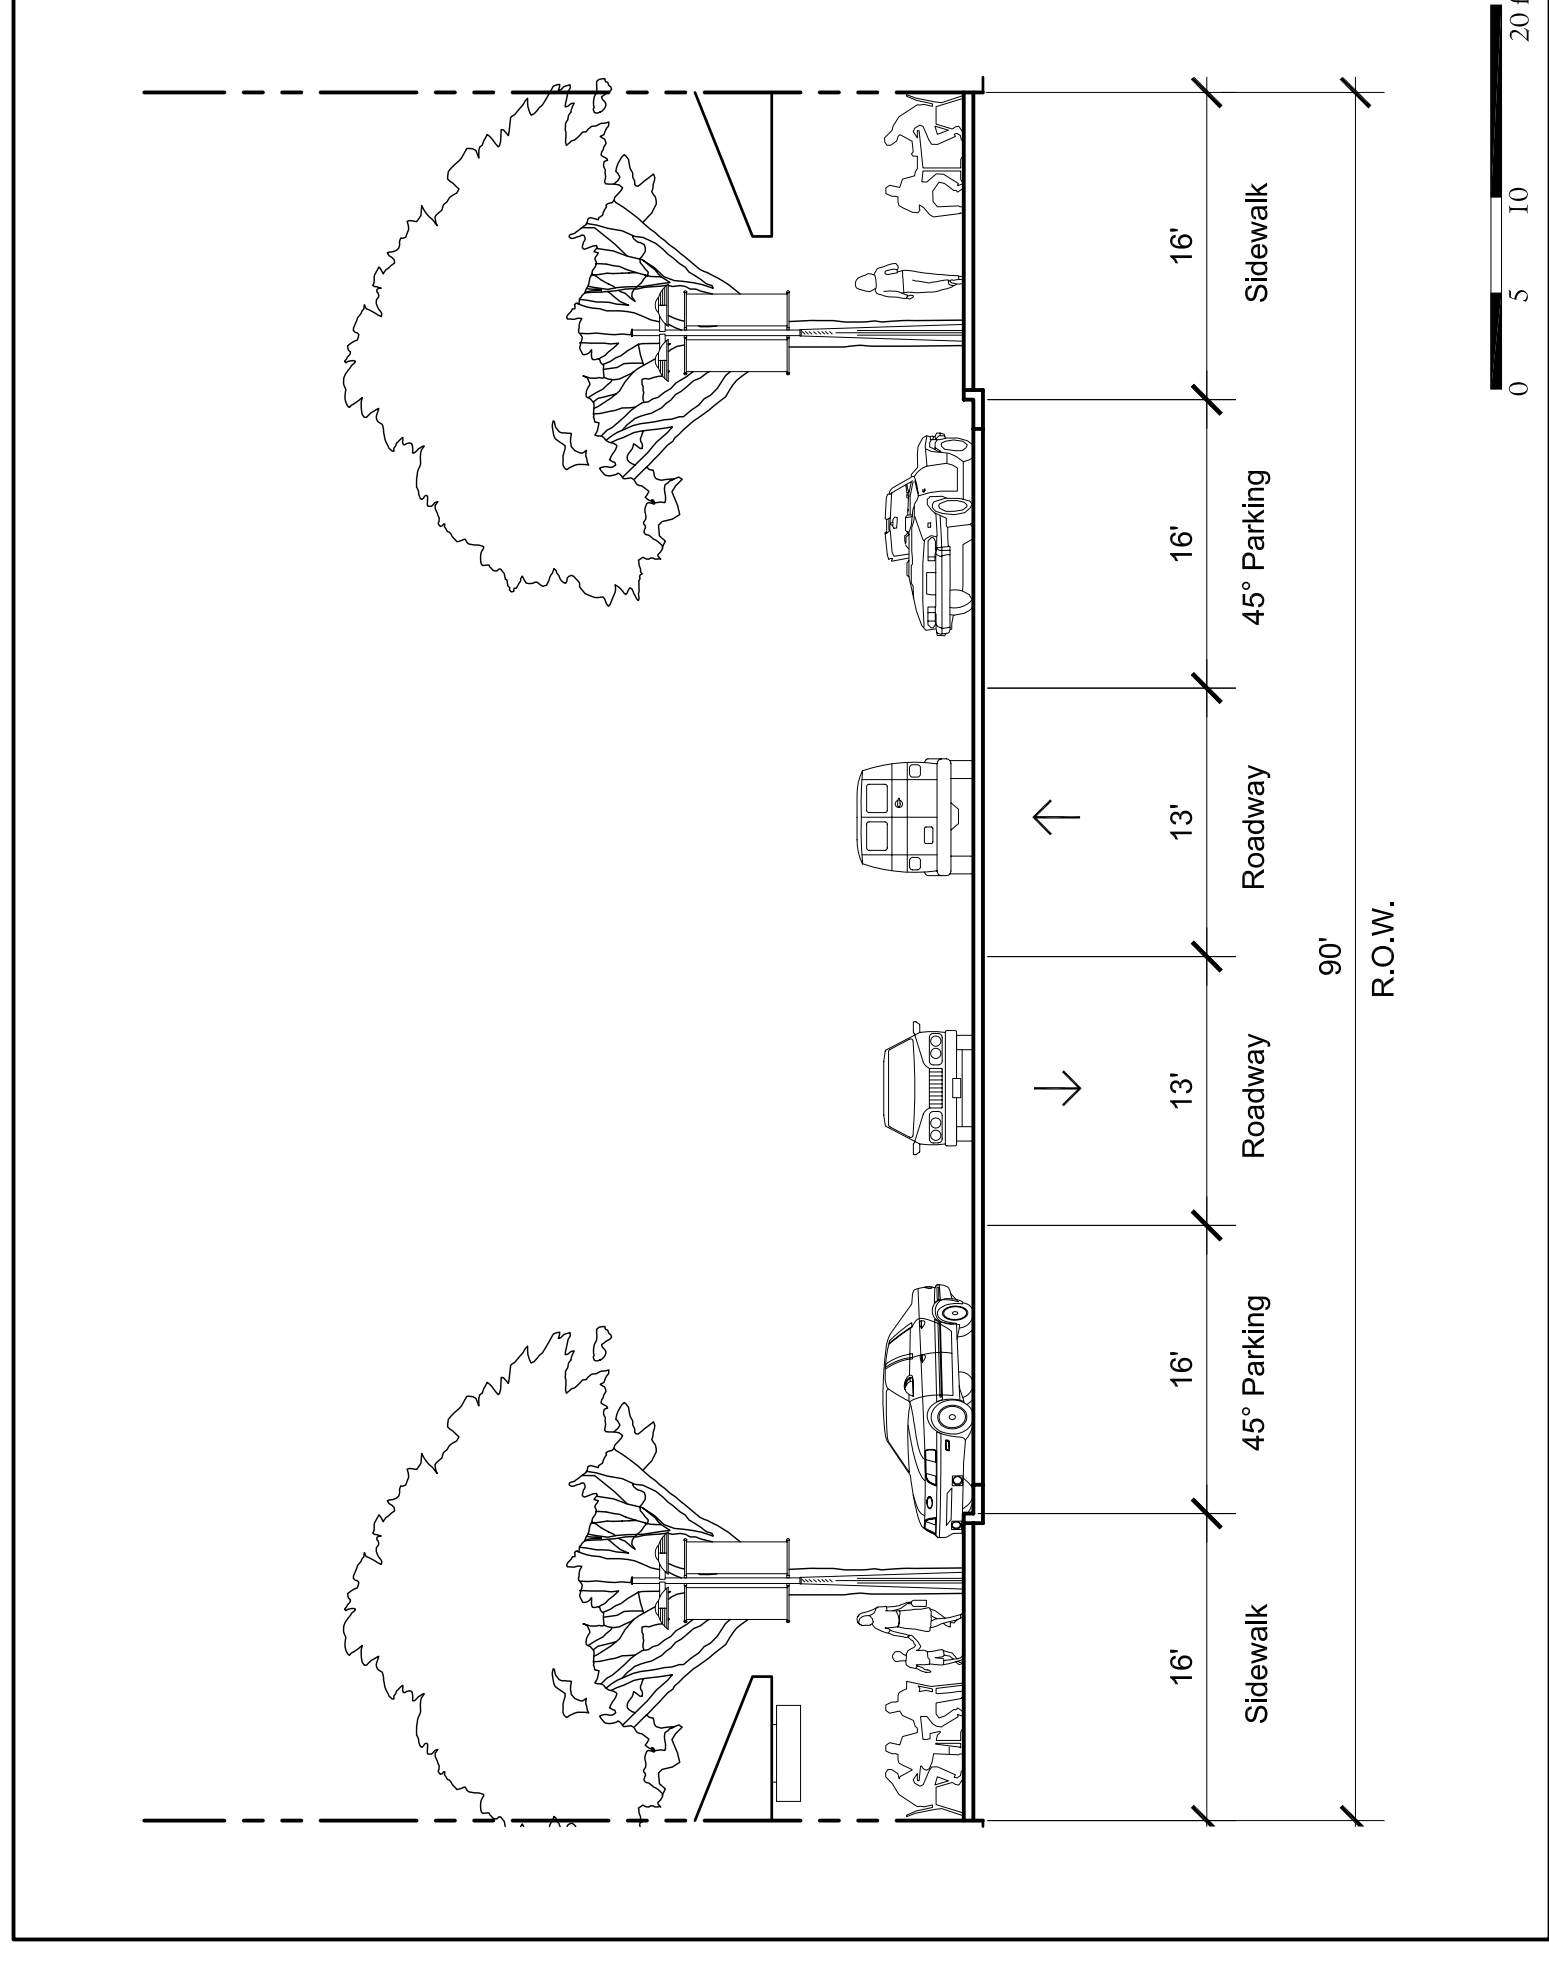 16' 16' 13' 13' 16' 16'
Sidewalk 45° Parking Roadway Roadway 45° Parking Sidewalk
90'
R.O.W.
0 5 10 20 f